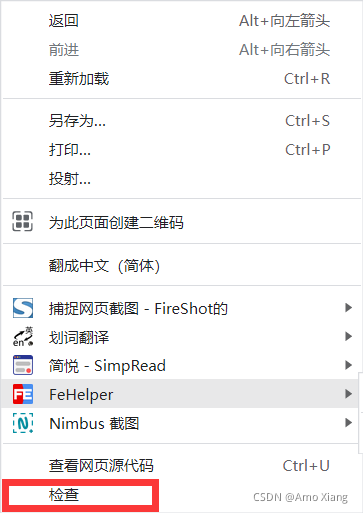 返回 Alt+向左箭头
前进 Alt+向右箭头
重新加载 Ctrl+R
另存为... Ctrl+S
打印... Ctrl+P
投射...
为此页面创建二维码
翻成中文（简体）
捕捉网页截图 - FireShot的
英 en 划词翻译
简悦 - SimpRead
FE FeHelper
Nimbus 截图
查看网页源代码 Ctrl+U
检查
CSDN @Amo Xiang